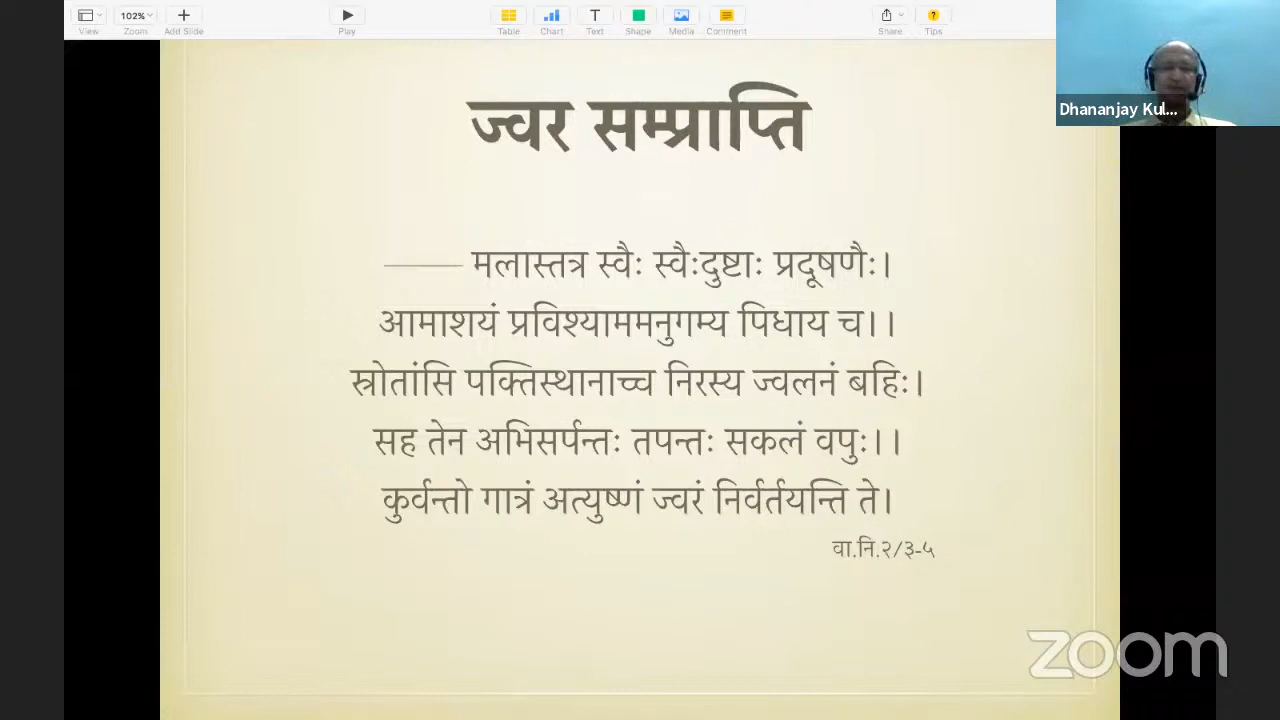 102%
View
Zoom
Add Slide
Play
Table
Chart
Text
Shape
Media
Comment
Share
Tips
Dhananjay Kul...
ज्वर सम्प्राप्ति
मलास्तत्र स्वैः स्वैःदुष्टाः प्रदूषणैः।
आमाशयं प्रविश्याममनुगम्य पिधाय च।।
स्रोतांसि पक्तिस्थानाच्च निरस्य ज्वलनं बहिः।
सह तेन अभिसर्पन्तः तपन्तः सकलं वपुः।।
कुर्वन्तो गात्रं अत्युष्णं ज्वरं निर्वर्तयन्ति ते।
वा.नि.२/३-५
zoom